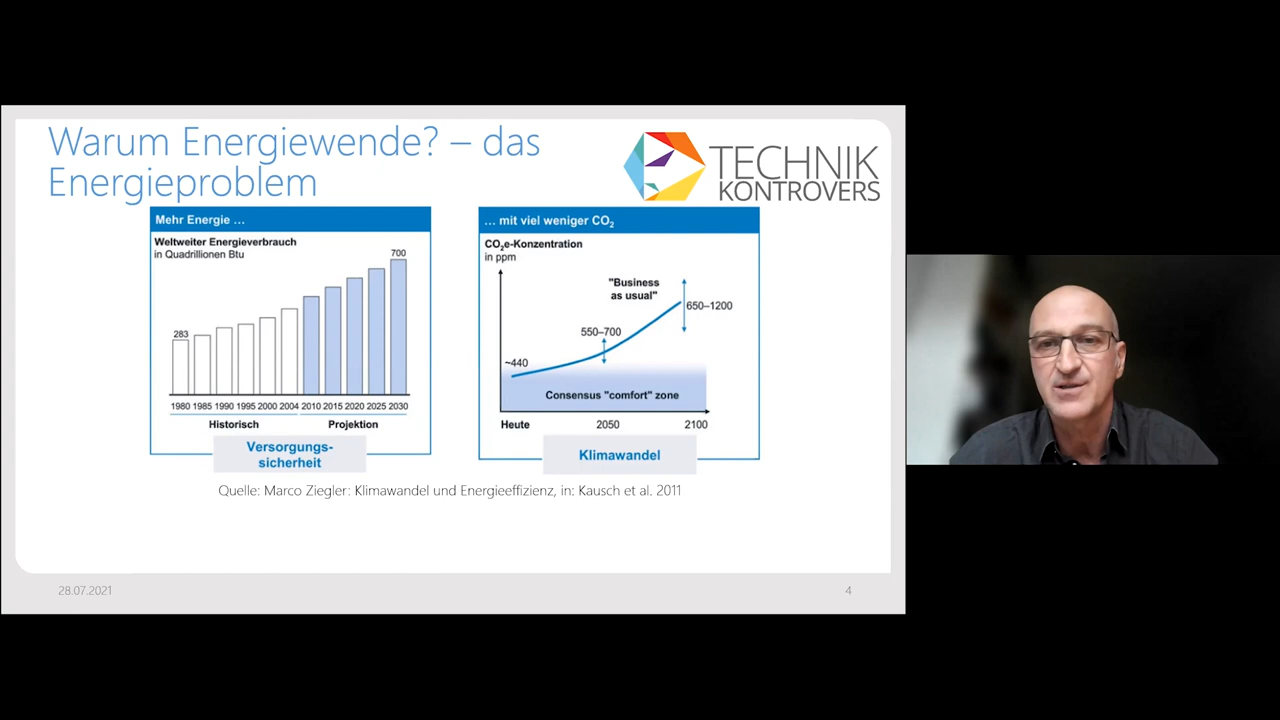 Warum Energiewende? – das
Energieproblem
TECHNIK
KONTROVERS
Mehr Energie ...
Weltweiter Energieverbrauch
in Quadrillionen Btu
283
700
1980 1985 1990 1995 2000 2004 2010 2015 2020 2025 2030
Historisch Projektion
Versorgungs-
sicherheit
... mit viel weniger CO₂
CO₂e-Konzentration
in ppm
"Business
as usual"
650–1200
550–700
~440
Consensus "comfort" zone
Heute 2050 2100
Klimawandel
Quelle: Marco Ziegler: Klimawandel und Energieeffizienz, in: Kausch et al. 2011
28.07.2021 4